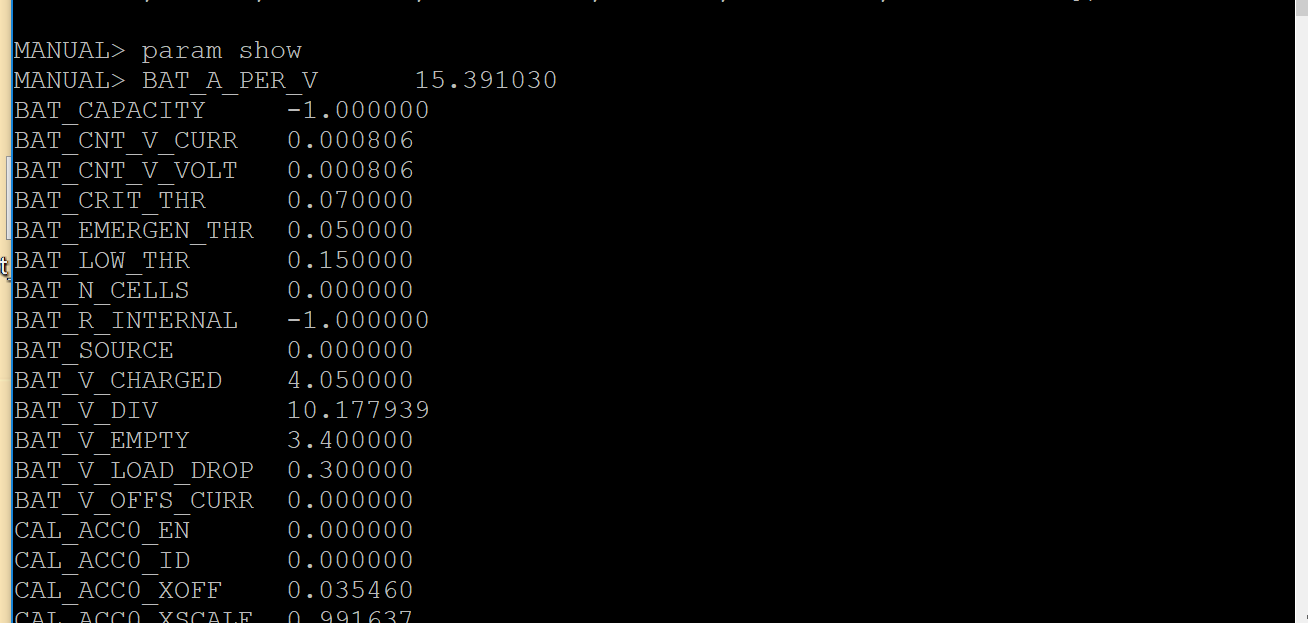 MANUAL> param show
MANUAL> BAT_A_PER_V      15.391030
BAT_CAPACITY     -1.000000
BAT_CNT_V_CURR   0.000806
BAT_CNT_V_VOLT   0.000806
BAT_CRIT_THR     0.070000
BAT_EMERGEN_THR  0.050000
BAT_LOW_THR      0.150000
BAT_N_CELLS      0.000000
BAT_R_INTERNAL   -1.000000
BAT_SOURCE       0.000000
BAT_V_CHARGED    4.050000
BAT_V_DIV        10.177939
BAT_V_EMPTY      3.400000
BAT_V_LOAD_DROP  0.300000
BAT_V_OFFS_CURR  0.000000
CAL_ACC0_EN      0.000000
CAL_ACC0_ID      0.000000
CAL_ACC0_XOFF    0.035460
CAL_ACC0_XSCALE  0.991637